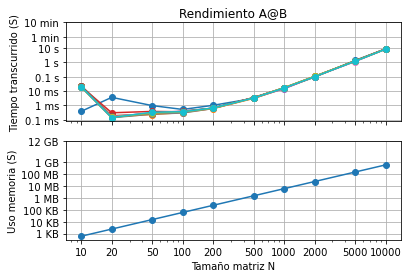 Rendimiento A@B
Tiempo transcurrido (S)
10 min
1 min
10 s
1 s
0.1 s
10 ms
1 ms
0.1 ms
Uso memoria (S)
12 GB
1 GB
100 MB
10 MB
1 MB
100 KB
10 KB
1 KB
10 20 50 100 200 500 1000 2000 5000 10000
Tamaño matriz N